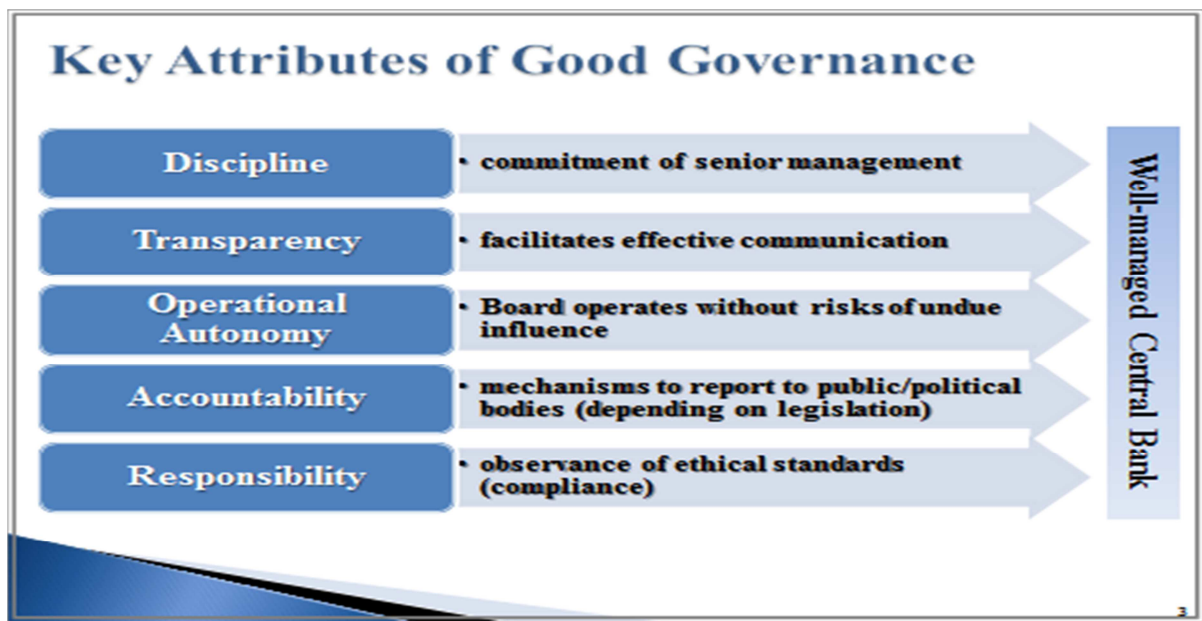 Key Attributes of Good Governance
Discipline
• commitment of senior management
Transparency
• facilitates effective communication
Operational
Autonomy
• Board operates without risks of undue
influence
Accountability
• mechanisms to report to public/political
bodies (depending on legislation)
Responsibility
• observance of ethical standards
(compliance)
Well-managed Central Bank
3